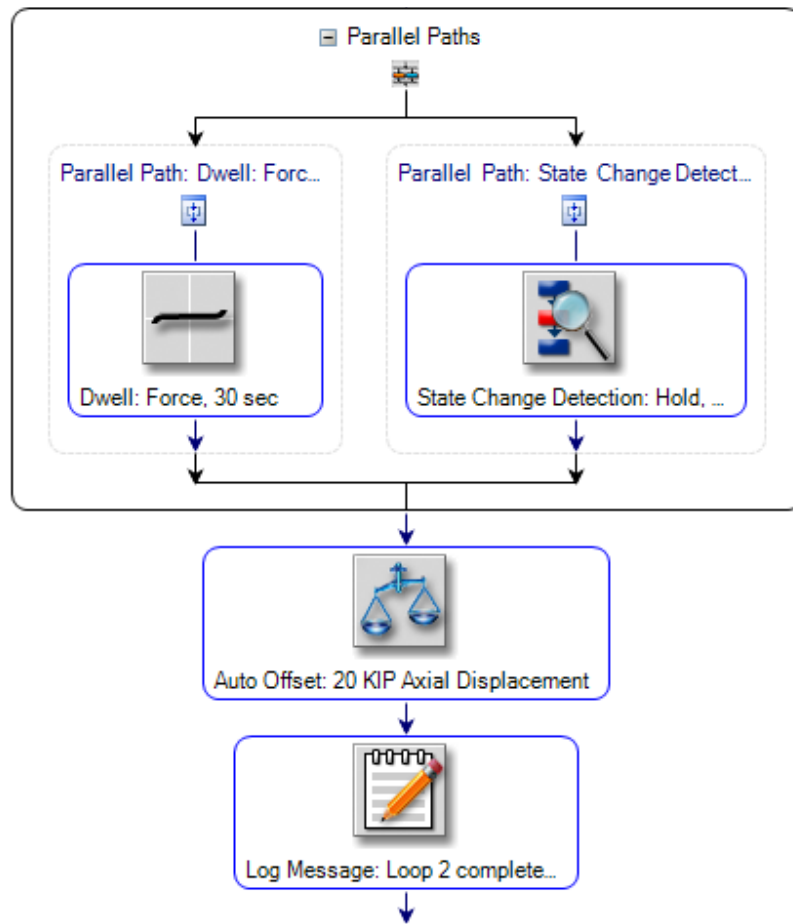 Parallel Paths
Parallel Path: Dwell: Forc...
Parallel Path: State Change Detect...
Dwell: Force, 30 sec
State Change Detection: Hold, ...
Auto Offset: 20 KIP Axial Displacement
Log Message: Loop 2 complete...